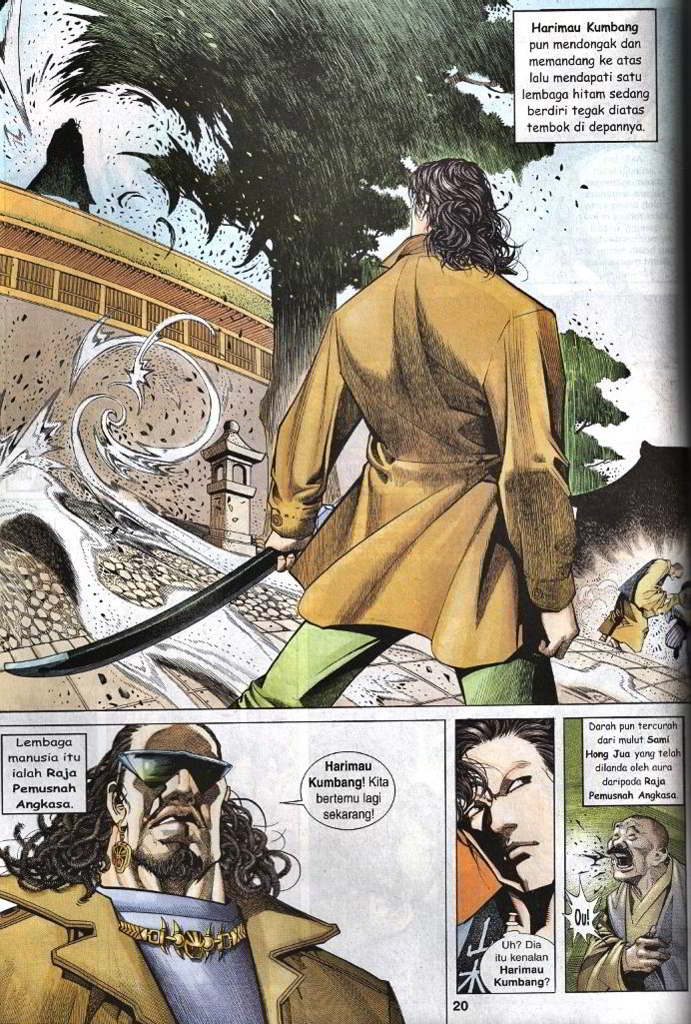 Harimau Kumbang
pun mendongak dan
memandang ke atas
lalu mendapati satu
lembaga hitam sedang
berdiri tegak diatas
tembok di depannya.
Lembaga
manusia itu
ialah Raja
Pemusnah
Angkasa.
Harimau
Kumbang! Kita
bertemu lagi
sekarang!
Uh? Dia
itu kenalan
Harimau
Kumbang?
Darah pun tercurah
dari mulut Sami
Hong Jua yang telah
dilanda oleh aura
daripada Raja
Pemusnah Angkasa.
Ou!
20